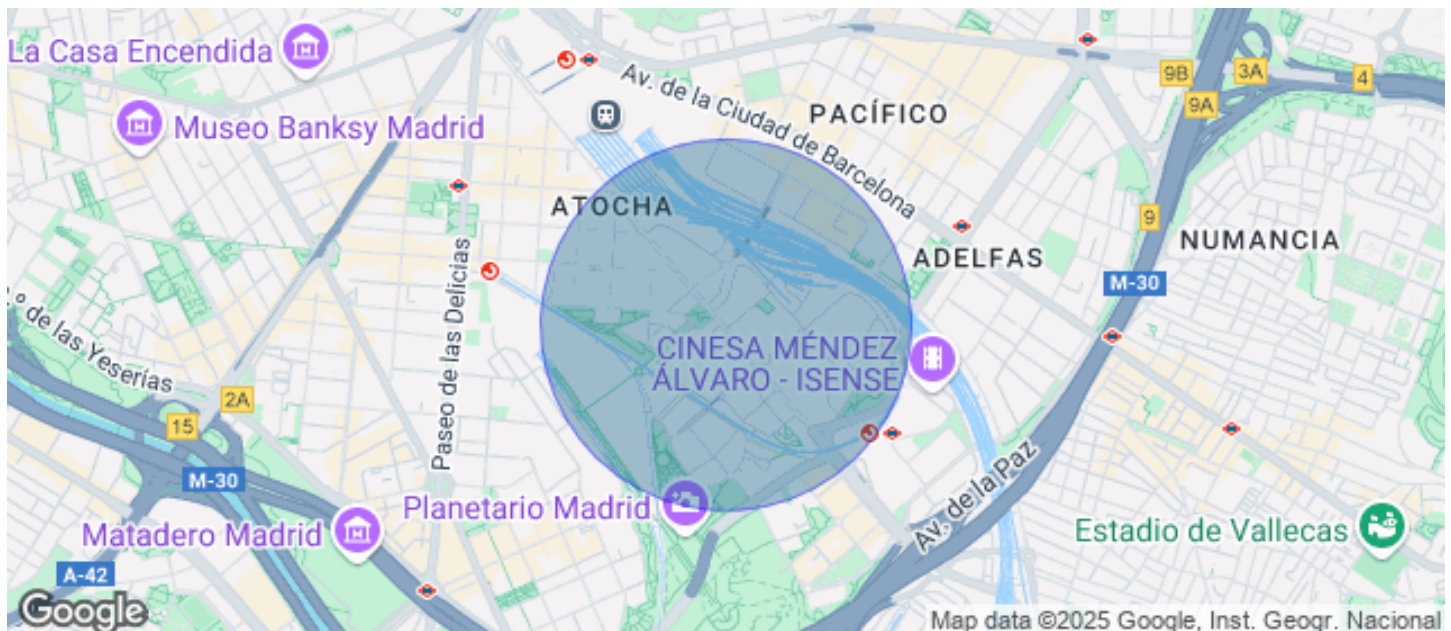 La Casa Encendida
Museo Banksy Madrid
Av. de la Ciudad de Barcelona
PACÍFICO
9B
3A
4
9A
ATOCHA
9
NUMANCIA
ADELFAS
M-30
Paseo de las Delicias
.º de las Yeserías
CINESA MÉNDEZ
ÁLVARO - ISENSE
2A
15
M-30
Planetario Madrid
Av. de la Paz
Matadero Madrid
Estadio de Vallecas
A-42
Google
Map data ©2025 Google, Inst. Geogr. Nacional